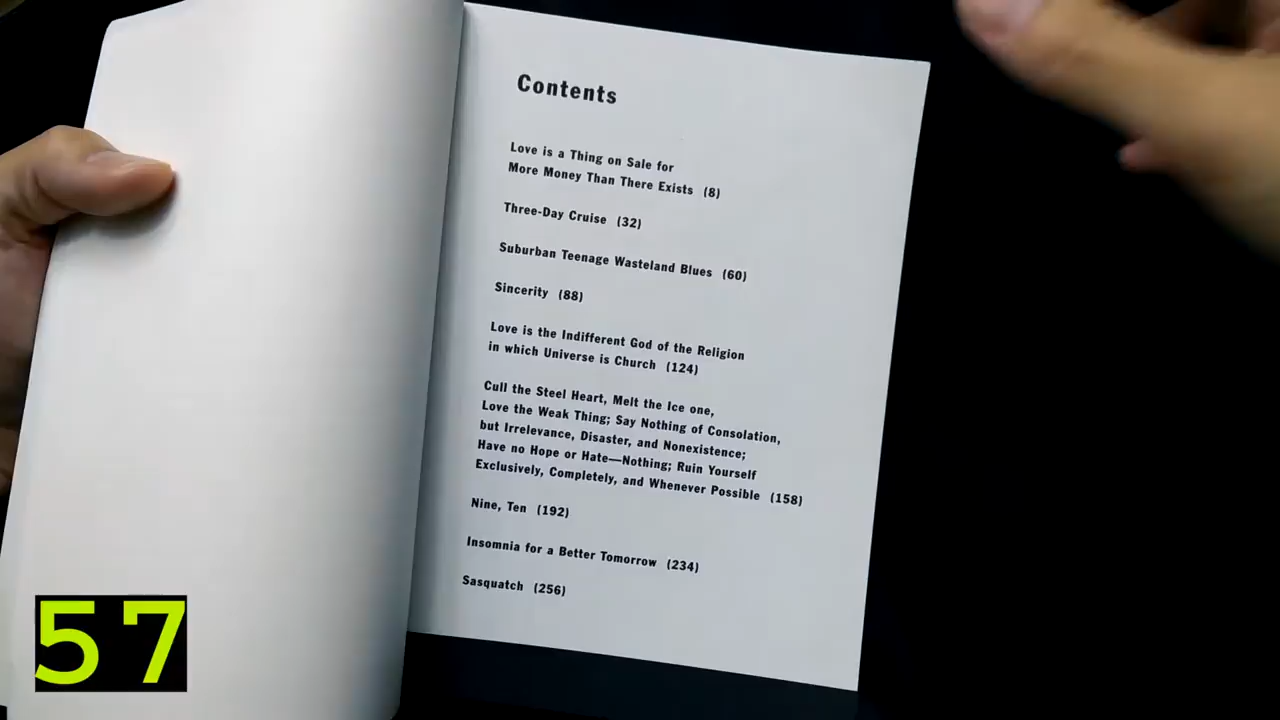 Contents
Love is a Thing on Sale for
More Money Than There Exists (8)
Three-Day Cruise (32)
Suburban Teenage Wasteland Blues (60)
Sincerity (88)
Love is the Indifferent God of the Religion
in which Universe is Church (124)
Cull the Steel Heart, Melt the Ice one,
Love the Weak Thing; Say Nothing of Consolation,
but Irrelevance, Disaster, and Nonexistence;
Have no Hope or Hate—Nothing; Ruin Yourself
Exclusively, Completely, and Whenever Possible (158)
Nine, Ten (192)
Insomnia for a Better Tomorrow (234)
Sasquatch (256)
57